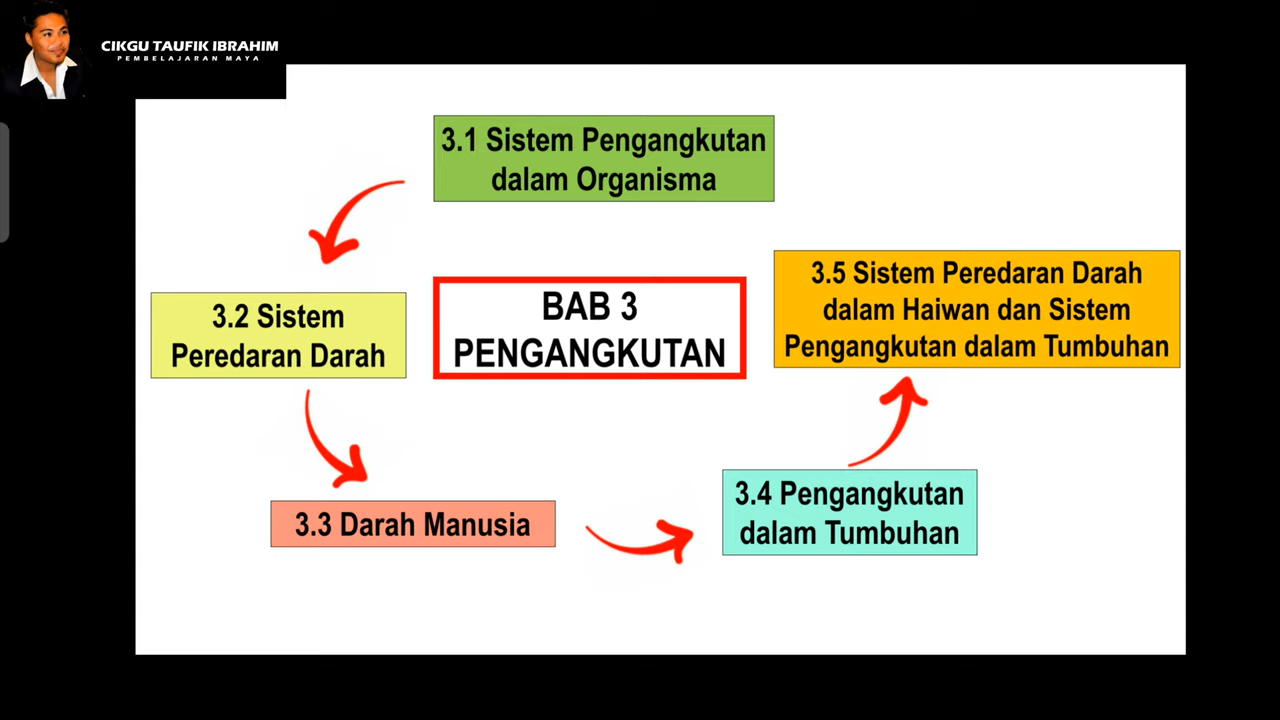 CIKGU TAUFIK IBRAHIM
PEMBELAJARAN MAYA
3.1 Sistem Pengangkutan
dalam Organisma
3.2 Sistem
Peredaran Darah
BAB 3
PENGANGKUTAN
3.5 Sistem Peredaran Darah
dalam Haiwan dan Sistem
Pengangkutan dalam Tumbuhan
3.3 Darah Manusia
3.4 Pengangkutan
dalam Tumbuhan